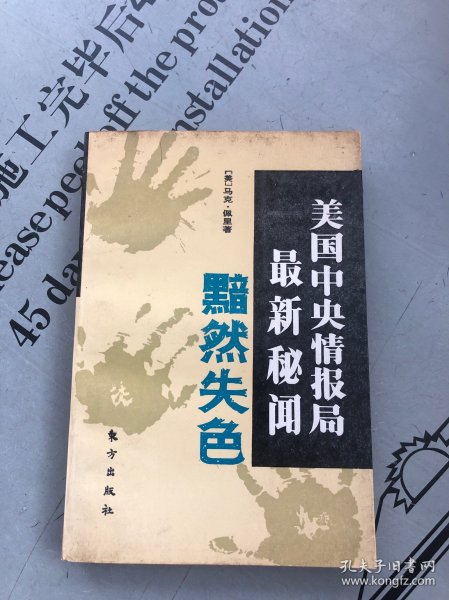 施工完毕后4
ease peel off the pro
45 da
nstallation
美国中央情报局
最新秘闻
黯然失色
[美]马克·佩里著
东方出版社
孔夫子旧书网
www.kongfz.com